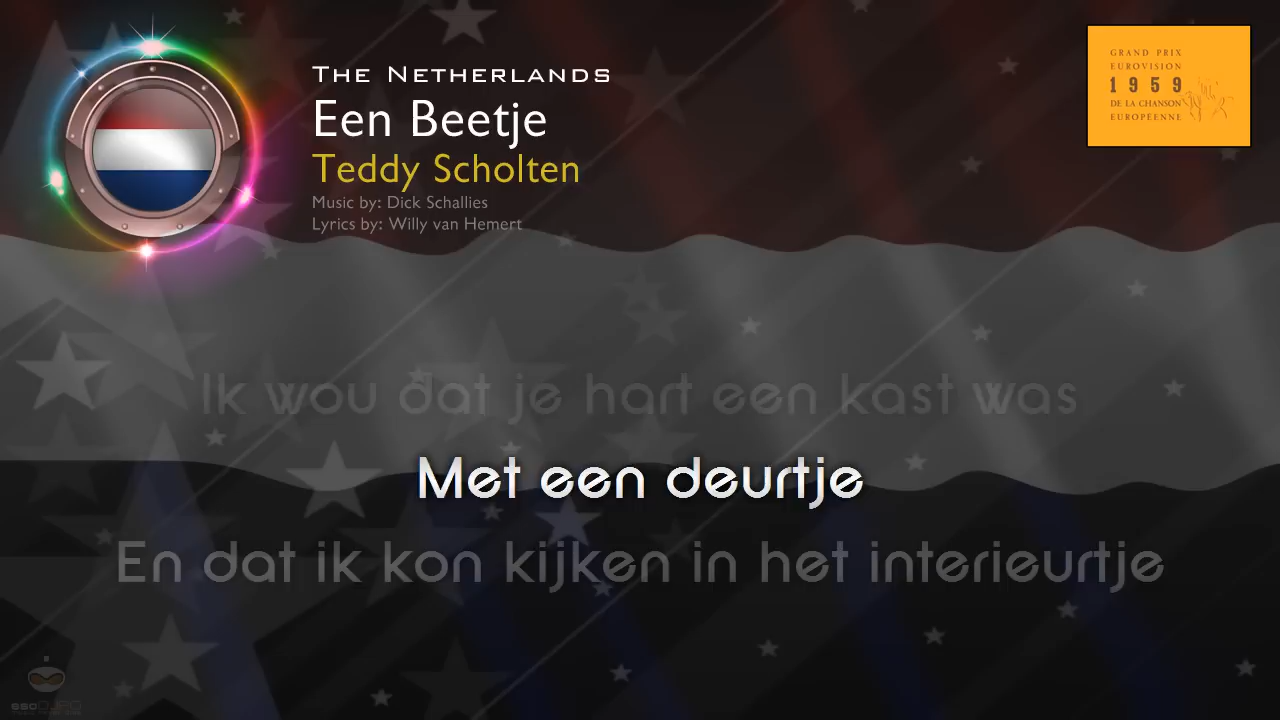 The Netherlands
Een Beetje
Teddy Scholten
Music by: Dick Schallies
Lyrics by: Willy van Hemert
GRAND PRIX
EUROVISION
1959
DE LA CHANSON
EUROPÉENNE
Ik wou dat je hart een kast was
Met een deurtje
En dat ik kon kijken in het interieurtje